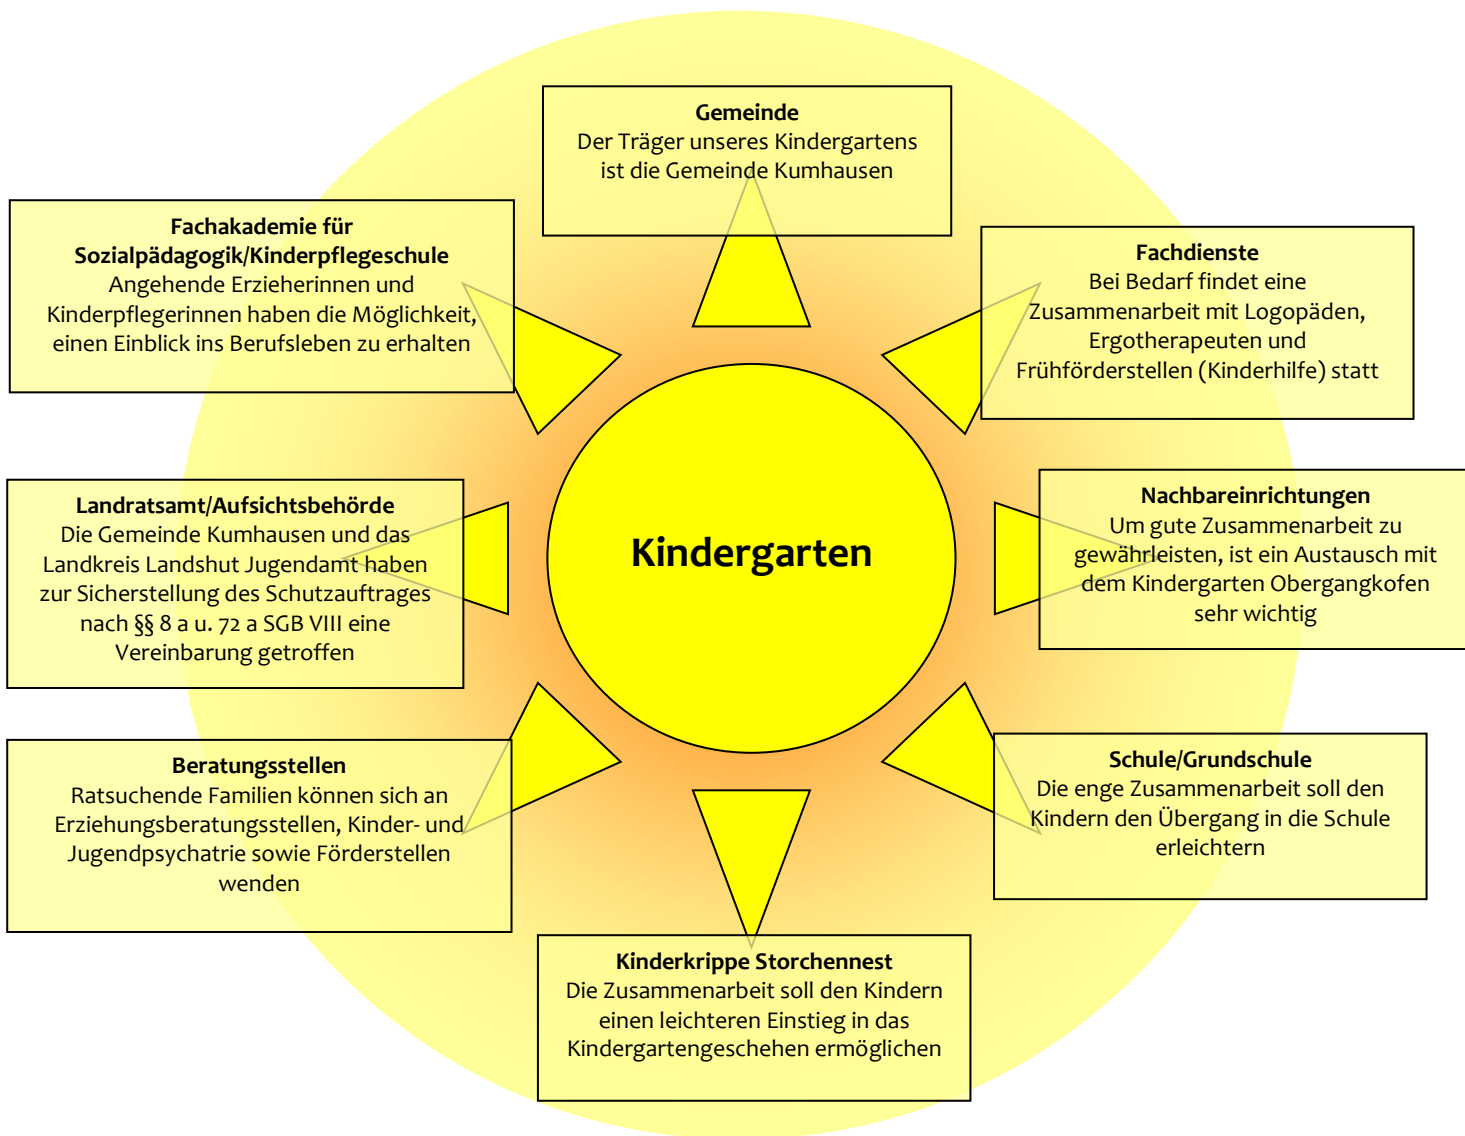 Gemeinde
Der Träger unseres Kindergartens
ist die Gemeinde Kumhausen
Fachakademie für
Sozialpädagogik/Kinderpflegeschule
Angehende Erzieherinnen und
Kinderpflegerinnen haben die Möglichkeit,
einen Einblick ins Berufsleben zu erhalten
Fachdienste
Bei Bedarf findet eine
Zusammenarbeit mit Logopäden,
Ergotherapeuten und
Frühförderstellen (Kinderhilfe) statt
Landratsamt/Aufsichtsbehörde
Die Gemeinde Kumhausen und das
Landkreis Landshut Jugendamt haben
zur Sicherstellung des Schutzauftrages
nach §§ 8 a u. 72 a SGB VIII eine
Vereinbarung getroffen
Kindergarten
Nachbareinrichtungen
Um gute Zusammenarbeit zu
gewährleisten, ist ein Austausch mit
dem Kindergarten Obergangkofen
sehr wichtig
Beratungsstellen
Ratsuchende Familien können sich an
Erziehungsberatungsstellen, Kinder- und
Jugendpsychatrie sowie Förderstellen
wenden
Schule/Grundschule
Die enge Zusammenarbeit soll den
Kindern den Übergang in die Schule
erleichtern
Kinderkrippe Storchennest
Die Zusammenarbeit soll den Kindern
einen leichteren Einstieg in das
Kindergartengeschehen ermöglichen